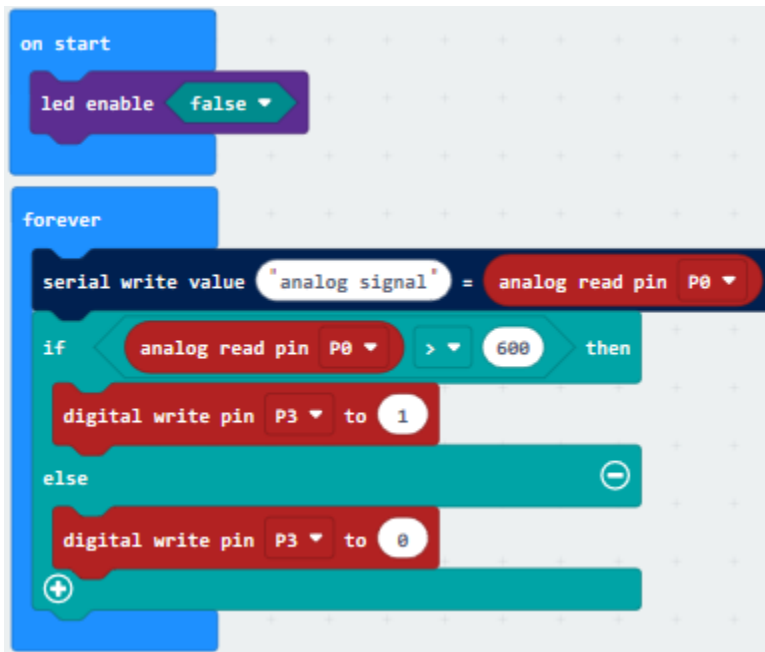 on start
led enable false
forever
serial write value "analog signal" = analog read pin P0
if analog read pin P0 > 600 then
digital write pin P3 to 1
else
digital write pin P3 to 0